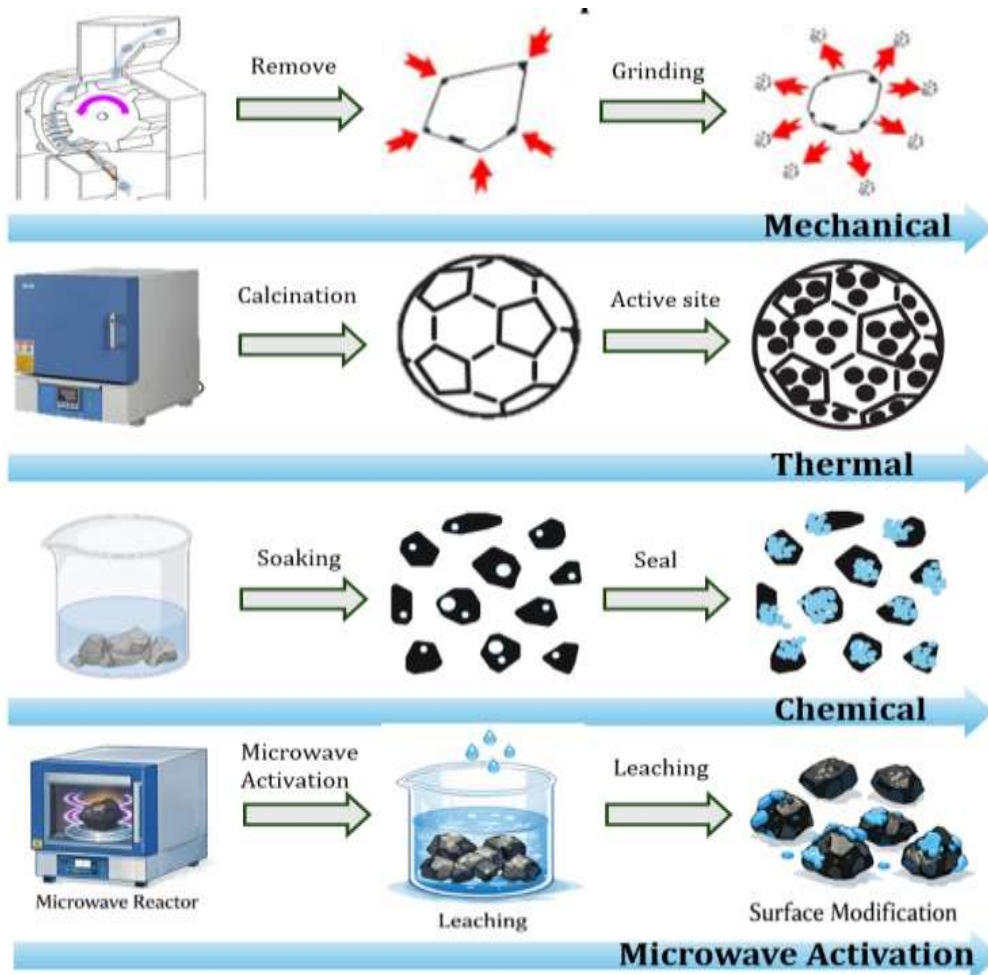 Remove
Grinding
Mechanical
Calcination
Active site
Thermal
Soaking
Seal
Chemical
Microwave
Activation
Leaching
Microwave Reactor
Leaching
Surface Modification
Microwave Activation